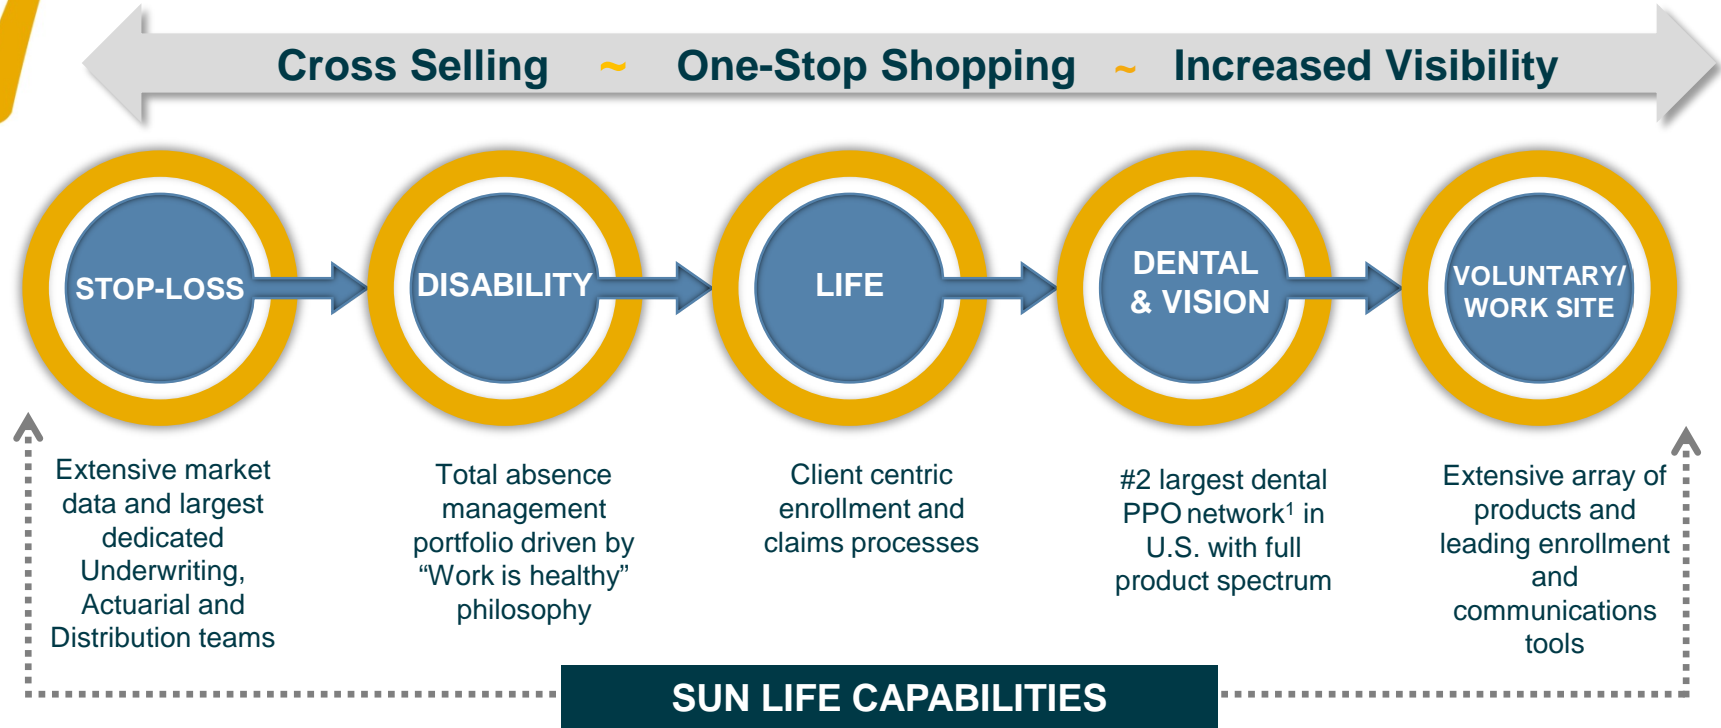 Cross Selling ~ One-Stop Shopping ~ Increased Visibility
STOP-LOSS
DISABILITY
LIFE
DENTAL
& VISION
VOLUNTARY/
WORK SITE
Extensive market
data and largest
dedicated
Underwriting,
Actuarial and
Distribution teams
Total absence
management
portfolio driven by
“Work is healthy”
philosophy
Client centric
enrollment and
claims processes
#2 largest dental
PPO network¹ in
U.S. with full
product spectrum
Extensive array of
products and
leading enrollment
and
communications
tools
SUN LIFE CAPABILITIES